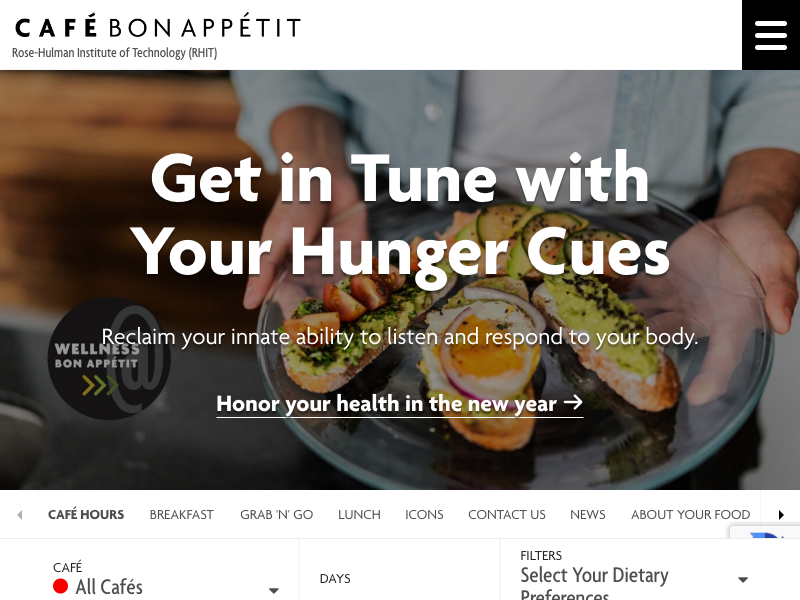 CAFÉ BON APPÉTIT
Rose-Hulman Institute of Technology (RHIT)
Get in Tune with
Your Hunger Cues
Reclaim your innate ability to listen and respond to your body.
WELLNESS @
BON APPÉTIT
Honor your health in the new year →
CAFÉ HOURS BREAKFAST GRAB 'N' GO LUNCH ICONS CONTACT US NEWS ABOUT YOUR FOOD
CAFÉ
All Cafés
DAYS
FILTERS
Select Your Dietary
Preferences